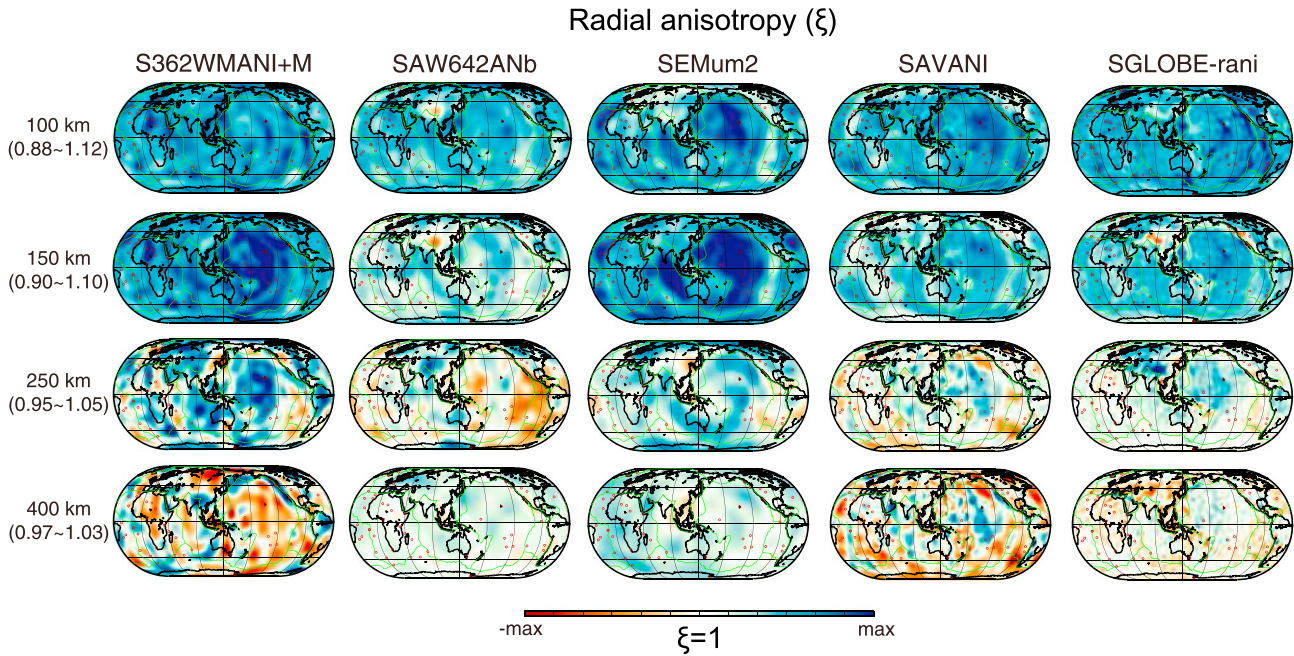 Radial anisotropy (ξ)
S362WMANI+M SAW642ANb SEMum2 SAVANI SGLOBE-rani
100 km
(0.88~1.12)
150 km
(0.90~1.10)
250 km
(0.95~1.05)
400 km
(0.97~1.03)
-max ξ=1 max